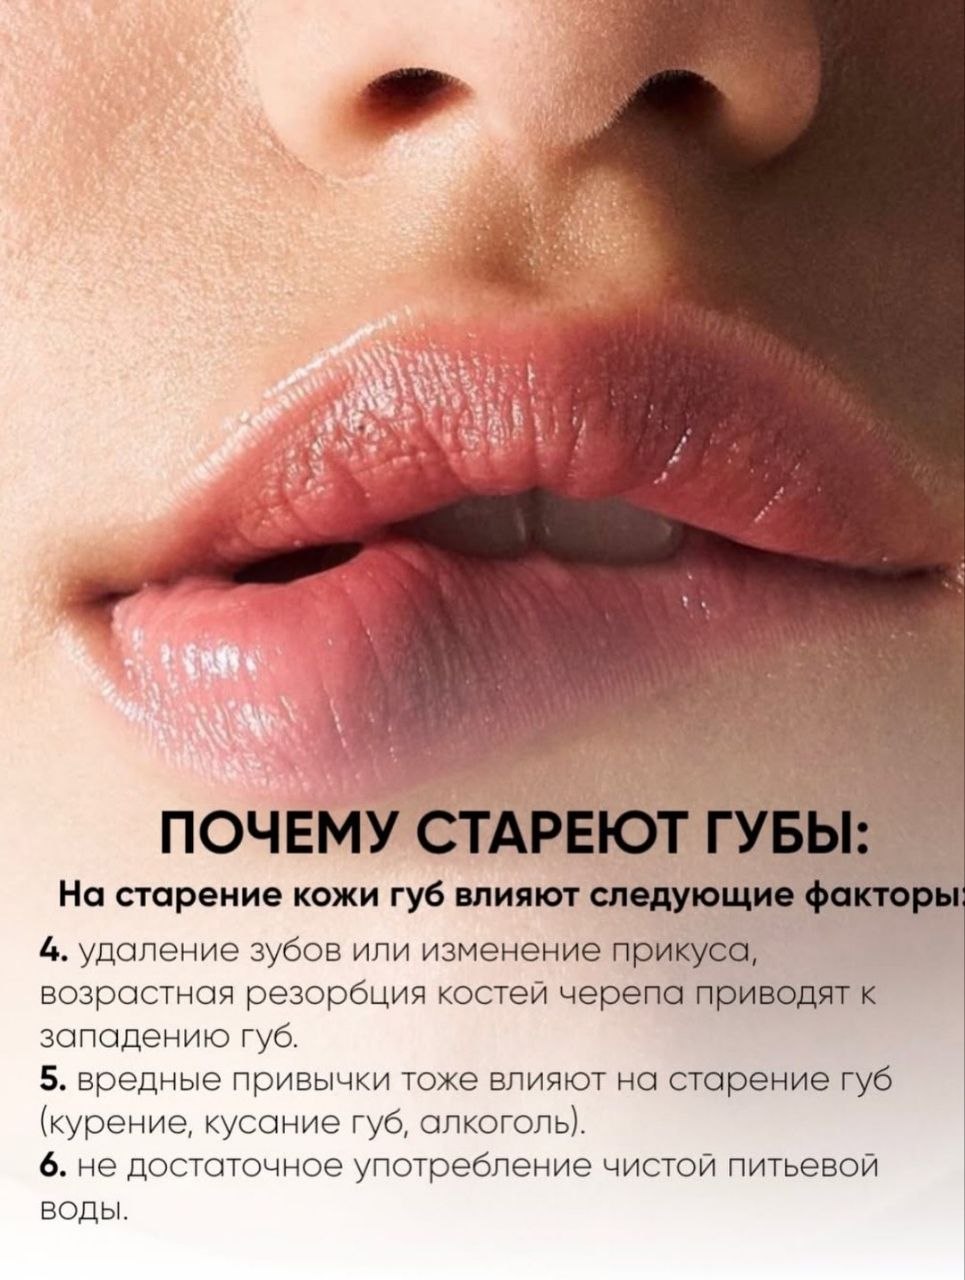 ПОЧЕМУ СТАРЕЮТ ГУБЫ:
На старение кожи губ влияют следующие факторы:
4. удаление зубов или изменение прикуса,
возрастная резорбция костей черепа приводят к
западению губ.
5. вредные привычки тоже влияют на старение губ
(курение, кусание губ, алкоголь).
6. не достаточное употребление чистой питьевой
воды.